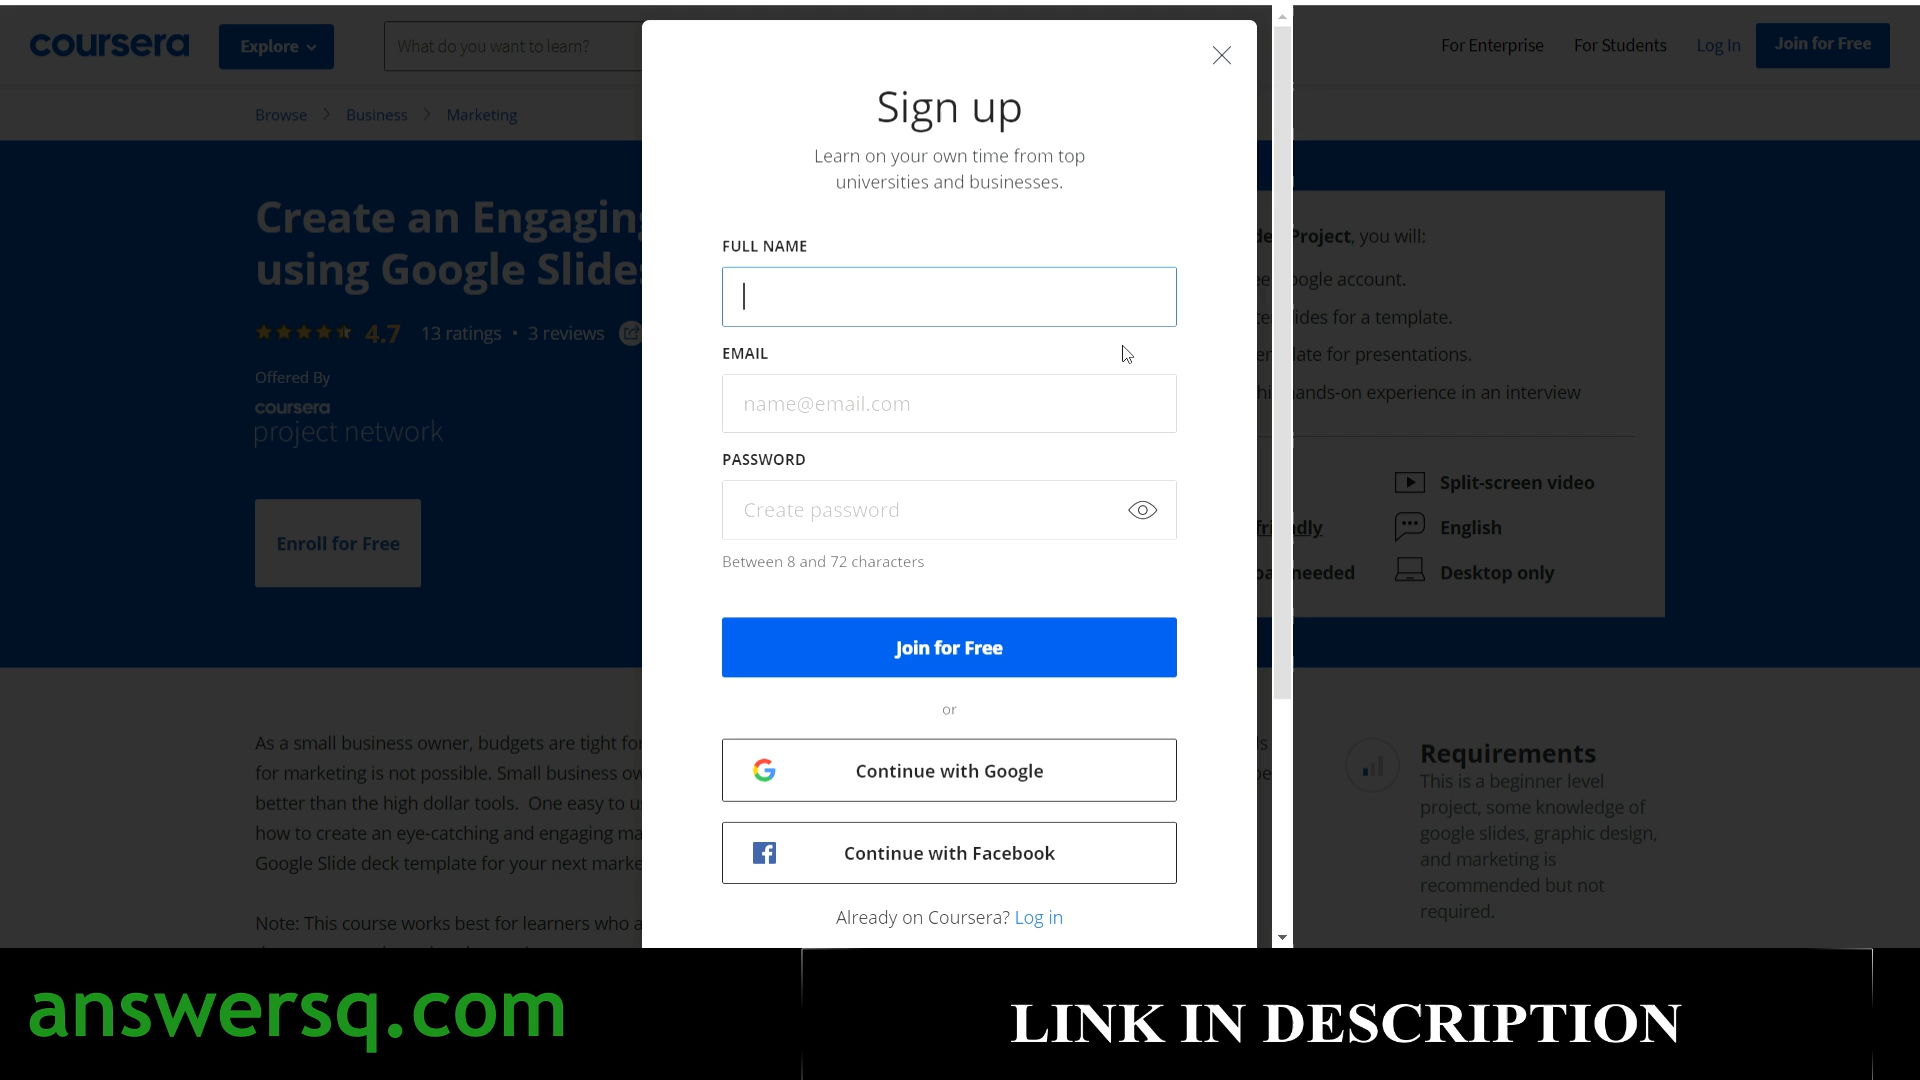 coursera
Explore
What do you want to learn?
For Enterprise
For Students
Log In
Join for Free
Browse > Business > Marketing
Create an Engaging
using Google Slides
4.7 13 ratings • 3 reviews
Offered By
coursera
project network
Enroll for Free
Sign up
Learn on your own time from top
universities and businesses.
FULL NAME
EMAIL
name@email.com
PASSWORD
Create password
Between 8 and 72 characters
Join for Free
or
Continue with Google
Continue with Facebook
Already on Coursera? Log in
Project, you will:
google account.
slides for a template.
for presentations.
hands-on experience in an interview
Split-screen video
English
needed
Desktop only
As a small business owner, budgets are tight for
for marketing is not possible. Small business
better than the high dollar tools. One easy to
how to create an eye-catching and engaging
Google Slide deck template for your next
Note: This course works best for learners who
Requirements
This is a beginner level
project, some knowledge of
google slides, graphic design,
and marketing is
recommended but not
required.
answersq.com
LINK IN DESCRIPTION